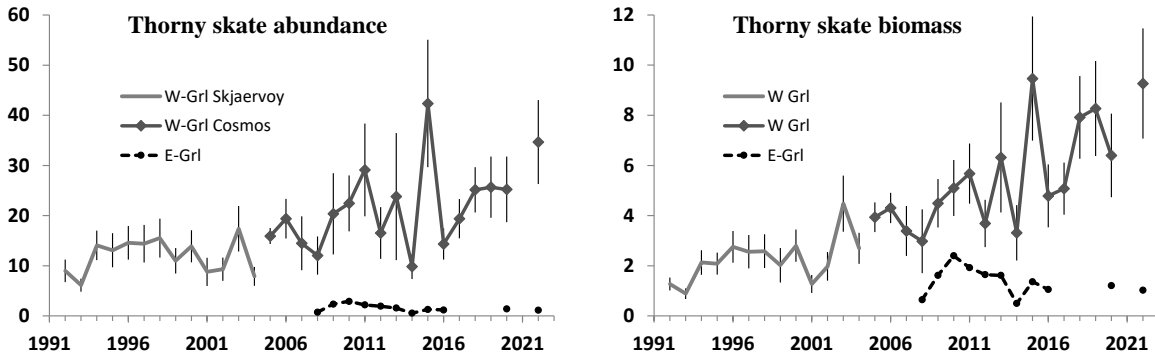 Thorny skate abundance
60
50
40
30
20
10
0
W-Grl Skjaervoy
W-Grl Cosmos
E-Grl
1991 1996 2001 2006 2011 2016 2021
Thorny skate biomass
12
10
8
6
4
2
0
W Grl
W Grl
E-Grl
1991 1996 2001 2006 2011 2016 2021